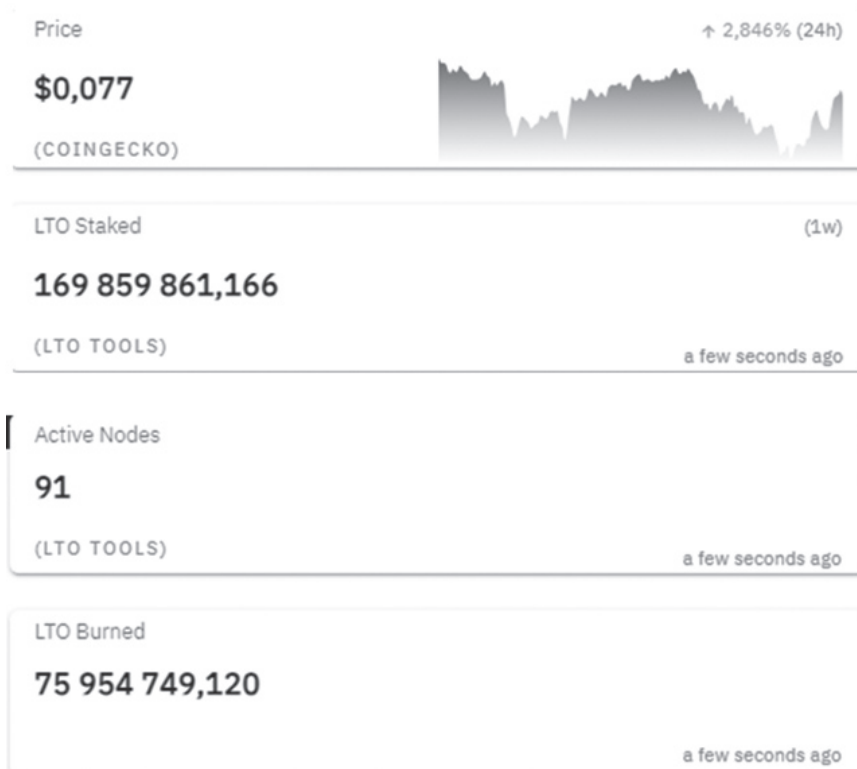 Price
↑ 2,846% (24h)
$0,077
(COINGECKO)
LTO Staked
(1w)
169 859 861,166
(LTO TOOLS)
a few seconds ago
Active Nodes
91
(LTO TOOLS)
a few seconds ago
LTO Burned
75 954 749,120
a few seconds ago